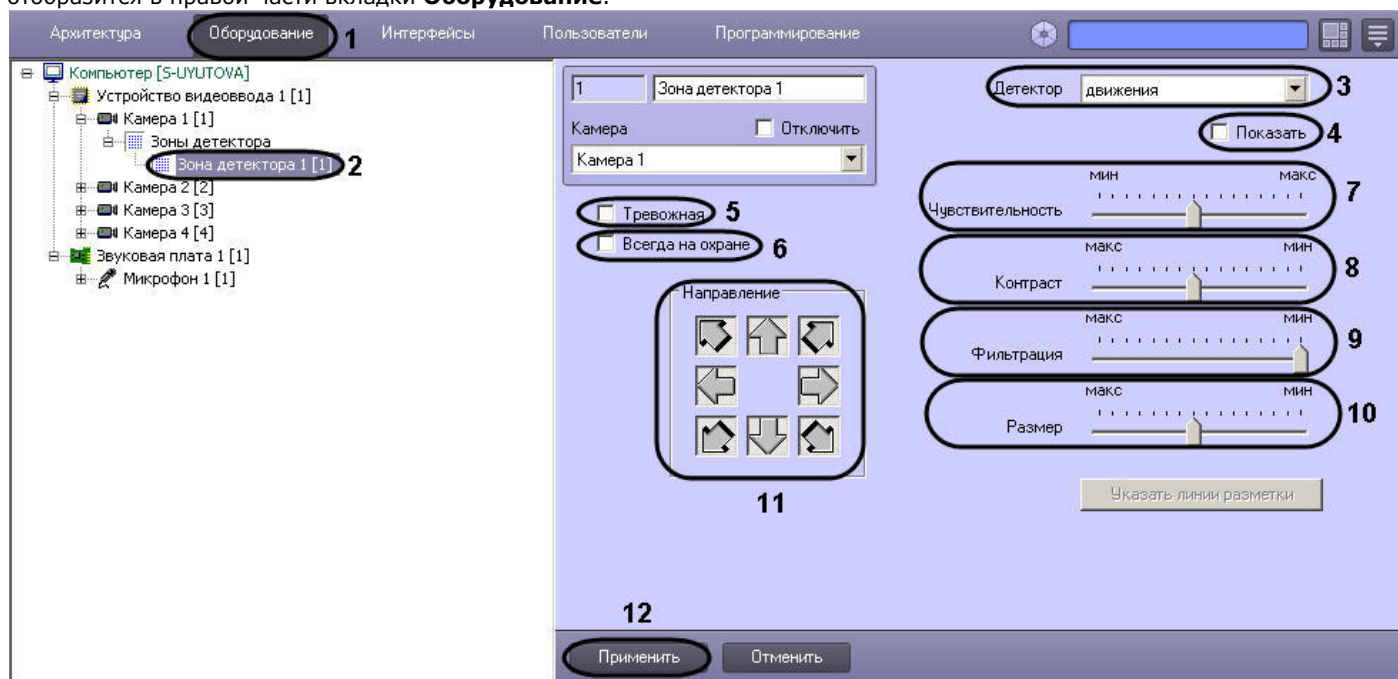 отобразится в правой части вкладки Оборудование.
Архитектура Оборудование 1 Интерфейсы Пользователи Программирование
Компьютер [S-UYUTOVA]
Устройство видеоввода 1 [1]
Камера 1 [1]
Зоны детектора
Зона детектора 1 [1] 2
Камера 2 [2]
Камера 3 [3]
Камера 4 [4]
Звуковая плата 1 [1]
Микрофон 1 [1]
1 Зона детектора 1
Камера Отключить
Камера 1
Тревожная 5
Всегда на охране 6
Направление
11
Детектор движения 3
Показать 4
мин макс
Чувствительность 7
макс мин
Контраст 8
макс мин
Фильтрация 9
макс мин
Размер 10
Указать линии разметки
12
Применить Отменить